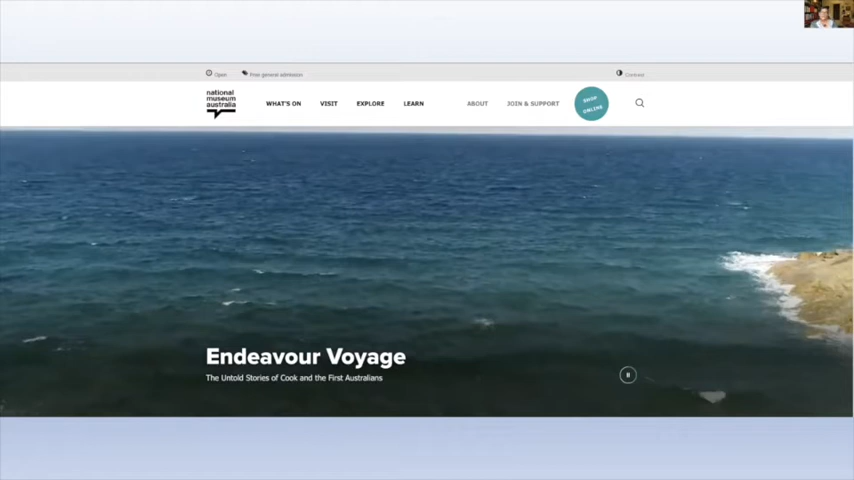 Open
Free general admission
Contrast
national
museum
australia
WHAT'S ON
VISIT
EXPLORE
LEARN
ABOUT
JOIN & SUPPORT
SHOP
ONLINE
Endeavour Voyage
The Untold Stories of Cook and the First Australians